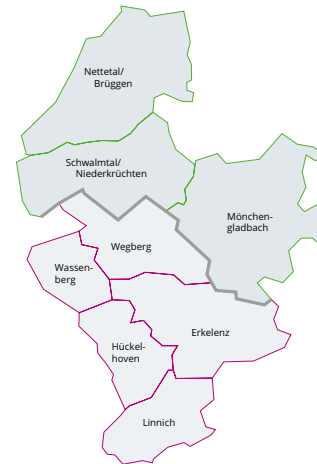 Nettetal/
Brüggen
Schwalmtal/
Niederkrüchten
Mönchen-
gladbach
Wegberg
Wassen-
berg
Erkelenz
Hückel-
hoven
Linnich